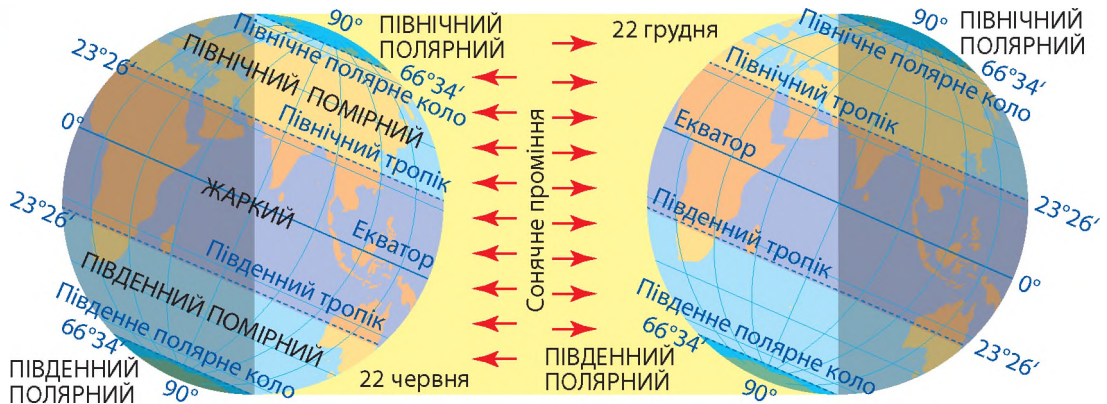 90°
ПІВНІЧНИЙ
ПОЛЯРНИЙ
23°26′
Північне полярне коло
66°34′
ПІВНІЧНИЙ ПОМІРНИЙ
Північний тропік
0°
ЖАРКИЙ
Екватор
23°26′
Південний тропік
ПІВДЕННИЙ ПОМІРНИЙ
Південне полярне коло
66°34′
ПІВДЕННИЙ
ПОЛЯРНИЙ
90°
22 червня
Сонячне проміння
22 грудня
90°
ПІВНІЧНИЙ
ПОЛЯРНИЙ
Північне полярне коло
66°34′
Північний тропік
Екватор
23°26′
Південний тропік
0°
Південне полярне коло
66°34′
23°26′
ПІВДЕННИЙ
ПОЛЯРНИЙ
90°